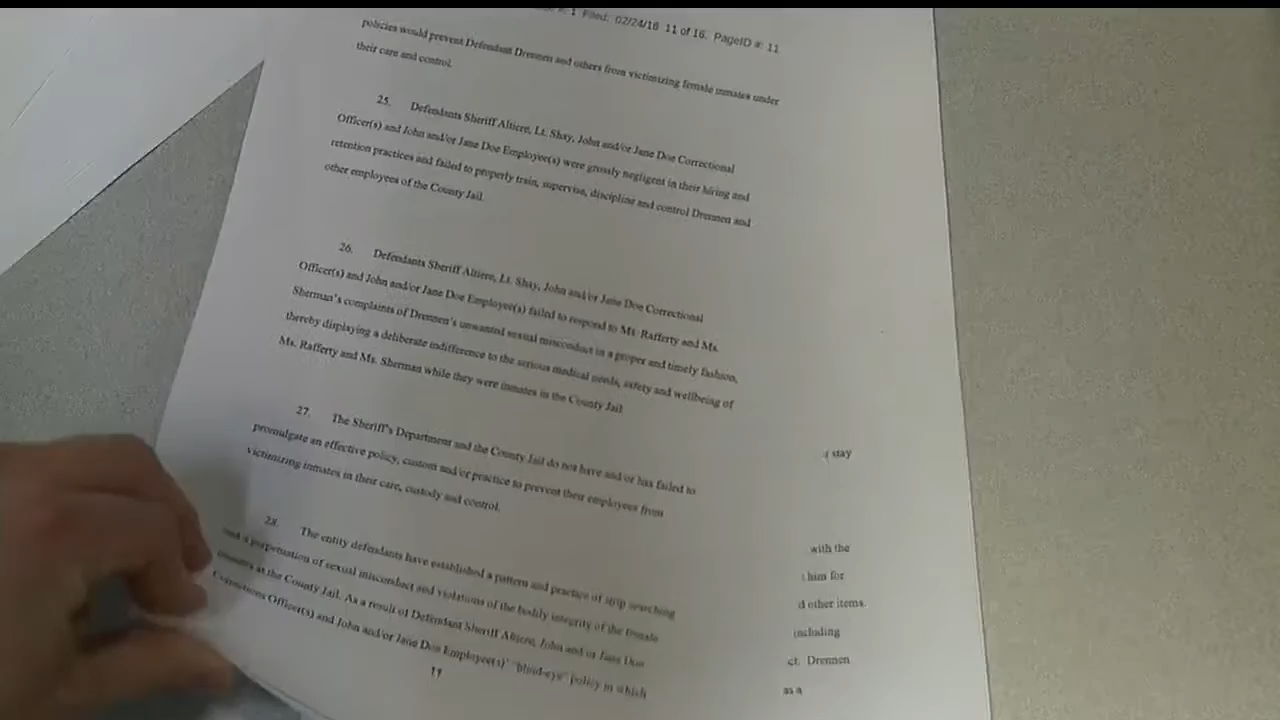 #: 1 Filed: 02/24/16 11 of 16. PageID #: 11
policies would prevent Defendant Drennen and others from victimizing female inmates under
their care and control.
25. Defendants Sheriff Altiere, Lt. Shay, John and/or Jane Doe Correctional
Officer(s) and John and/or Jane Doe Employee(s) were grossly negligent in their hiring and
retention practices and failed to properly train, supervise, discipline and control Drennen and
other employees of the County Jail.
26. Defendants Sheriff Altiere, Lt. Shay, John and/or Jane Doe Correctional
Officer(s) and John and/or Jane Doe Employee(s) failed to respond to Ms. Rafferty and Ms.
Sherman's complaints of Drennen's unwanted sexual misconduct in a proper and timely fashion,
thereby displaying a deliberate indifference to the serious medical needs, safety and wellbeing of
Ms. Rafferty and Ms. Sherman while they were inmates in the County Jail.
27. The Sheriff's Department and the County Jail do not have and/or has failed to
promulgate an effective policy, custom and/or practice to prevent their employees from
victimizing inmates in their care, custody and control.
28. The entity defendants have established a pattern and practice of strip searching
and a perpetuation of sexual misconduct and violations of the bodily integrity of the female
inmates at the County Jail. As a result of Defendant Sheriff Altiere, John and or Jane Doe
Corrections Officer(s) and John and/or Jane Doe Employee(s)' "blind-eye" policy in which
11
stay
with the
him for
d other items.
including
ct. Drennen
as a